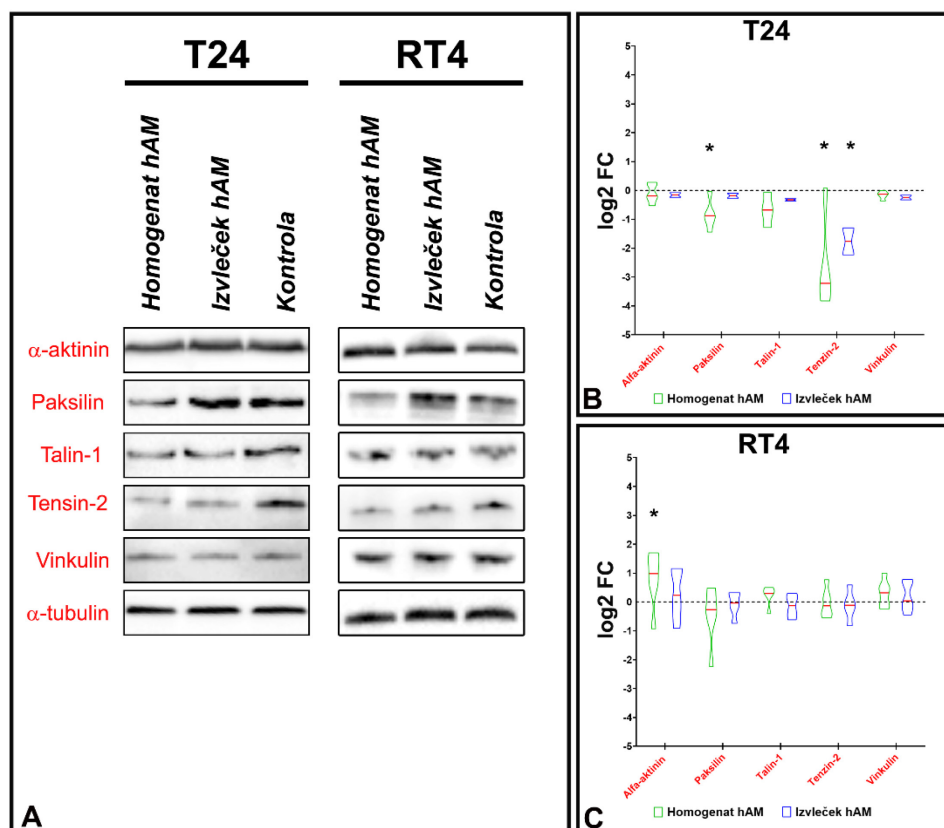 T24
RT4
Homogenat hAM
Izvleček hAM
Kontrola
Homogenat hAM
Izvleček hAM
Kontrola
α-aktinin
Paksilin
Talin-1
Tensin-2
Vinkulin
α-tubulin
A
T24
log2 FC
5
4
3
2
1
0
-1
-2
-3
-4
-5
*
* *
Alfa-aktinin
Paksilin
Talin-1
Tenzin-2
Vinkulin
Homogenat hAM
Izvleček hAM
B
RT4
log2 FC
5
4
3
2
1
0
-1
-2
-3
-4
-5
*
Alfa-aktinin
Paksilin
Talin-1
Tenzin-2
Vinkulin
Homogenat hAM
Izvleček hAM
C